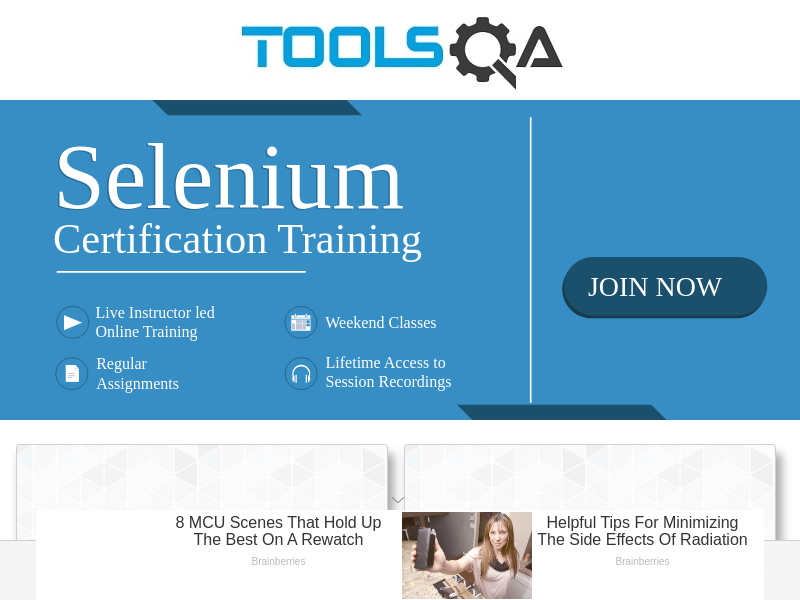 TOOLSQA
Selenium
Certification Training
JOIN NOW
Live Instructor led
Online Training
Weekend Classes
Regular
Assignments
Lifetime Access to
Session Recordings
8 MCU Scenes That Hold Up
The Best On A Rewatch
Brainberries
Helpful Tips For Minimizing
The Side Effects Of Radiation
Brainberries